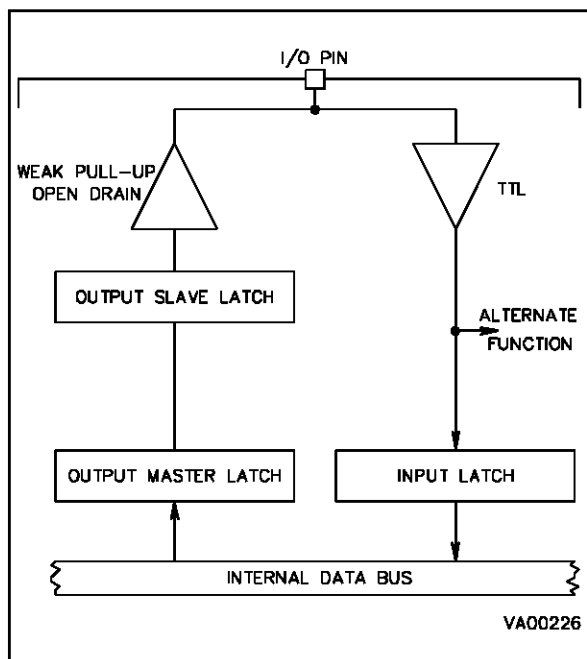 I/O PIN
WEAK PULL-UP
OPEN DRAIN
TTL
OUTPUT SLAVE LATCH
ALTERNATE
FUNCTION
OUTPUT MASTER LATCH
INPUT LATCH
INTERNAL DATA BUS
VA00226